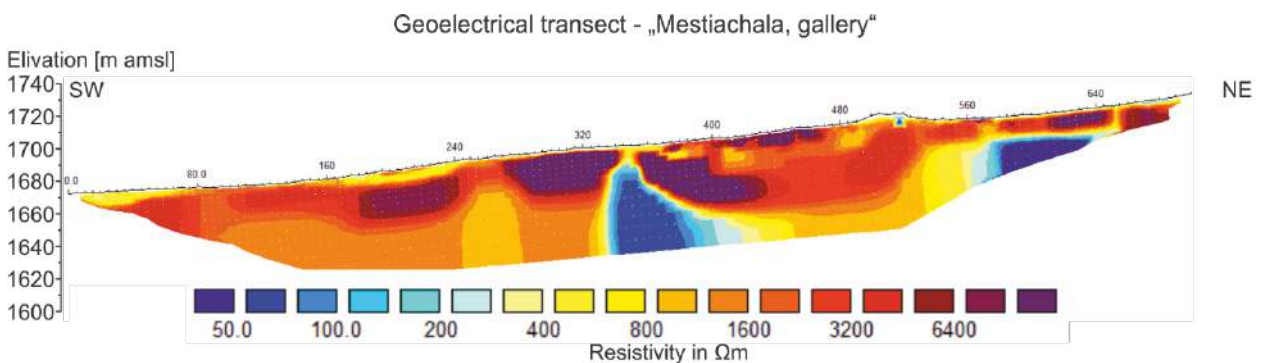 Geoelectrical transect - „Mestiachala, gallery“
Elivation [m amsl]
1740
SW
NE
1720
1700
1680
1660
1640
1620
1600
0.0
80.0
160
240
320
400
480
560
640
50.0 100.0 200 400 800 1600 3200 6400
Resistivity in Ωm